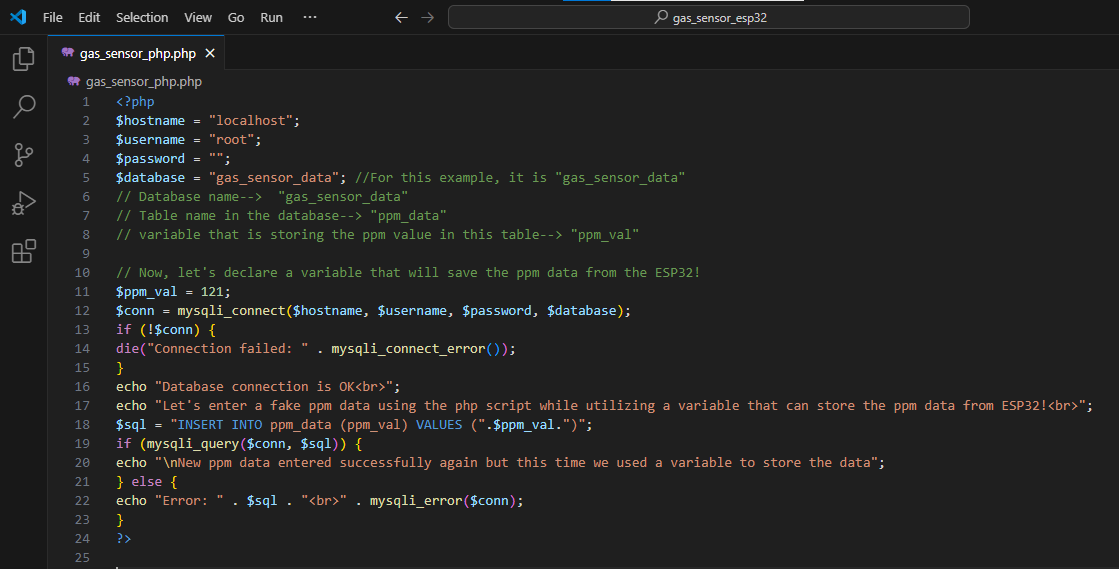 File Edit Selection View Go Run ··· ← → gas_sensor_esp32
gas_sensor_php.php ×
gas_sensor_php.php
1 <?php
2 $hostname = "localhost";
3 $username = "root";
4 $password = "";
5 $database = "gas_sensor_data"; //For this example, it is "gas_sensor_data"
6 // Database name-->  "gas_sensor_data"
7 // Table name in the database--> "ppm_data"
8 // variable that is storing the ppm value in this table--> "ppm_val"
9
10 // Now, let's declare a variable that will save the ppm data from the ESP32!
11 $ppm_val = 121;
12 $conn = mysqli_connect($hostname, $username, $password, $database);
13 if (!$conn) {
14 die("Connection failed: " . mysqli_connect_error());
15 }
16 echo "Database connection is OK<br>";
17 echo "Let's enter a fake ppm data using the php script while utilizing a variable that can store the ppm data from ESP32!<br>";
18 $sql = "INSERT INTO ppm_data (ppm_val) VALUES (".$ppm_val.")";
19 if (mysqli_query($conn, $sql)) {
20 echo "\nNew ppm data entered successfully again but this time we used a variable to store the data";
21 } else {
22 echo "Error: " . $sql . "<br>" . mysqli_error($conn);
23 }
24 ?>
25